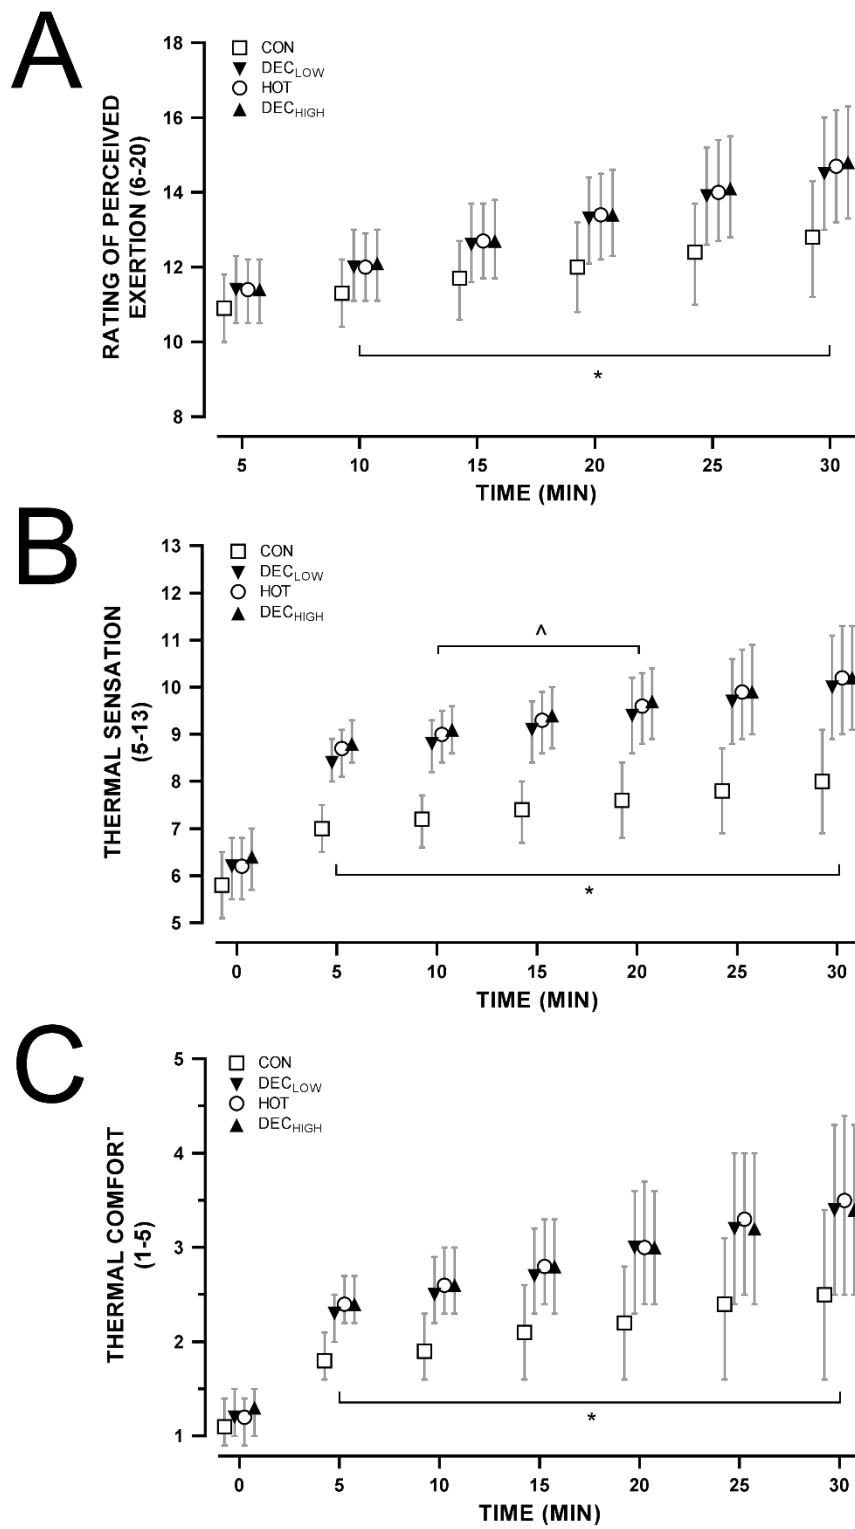 A
18
16
14
12
10
8
RATING OF PERCEIVED
EXERTION (6-20)
CON
DECLOW
HOT
DECHIGH
*
5 10 15 20 25 30
TIME (MIN)
B
13
12
11
10
9
8
7
6
5
THERMAL SENSATION
(5-13)
CON
DECLOW
HOT
DECHIGH
^
*
0 5 10 15 20 25 30
TIME (MIN)
C
5
4
3
2
1
THERMAL COMFORT
(1-5)
CON
DECLOW
HOT
DECHIGH
*
0 5 10 15 20 25 30
TIME (MIN)